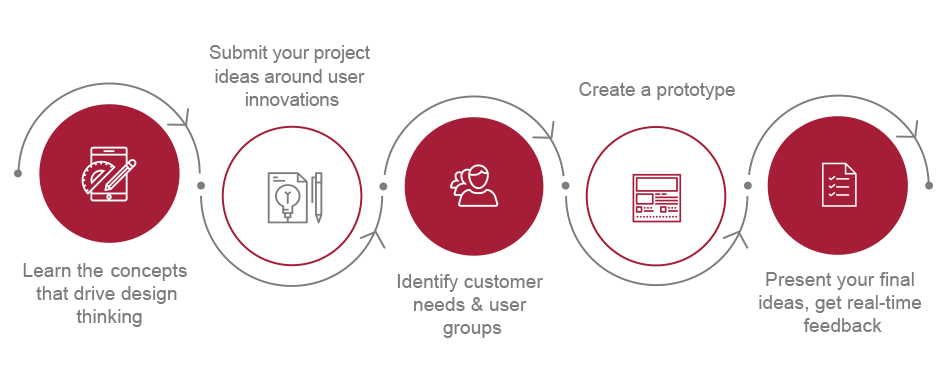 Learn the concepts
that drive design
thinking
Submit your project
ideas around user
innovations
Identify customer
needs & user
groups
Create a prototype
Present your final
ideas, get real-time
feedback